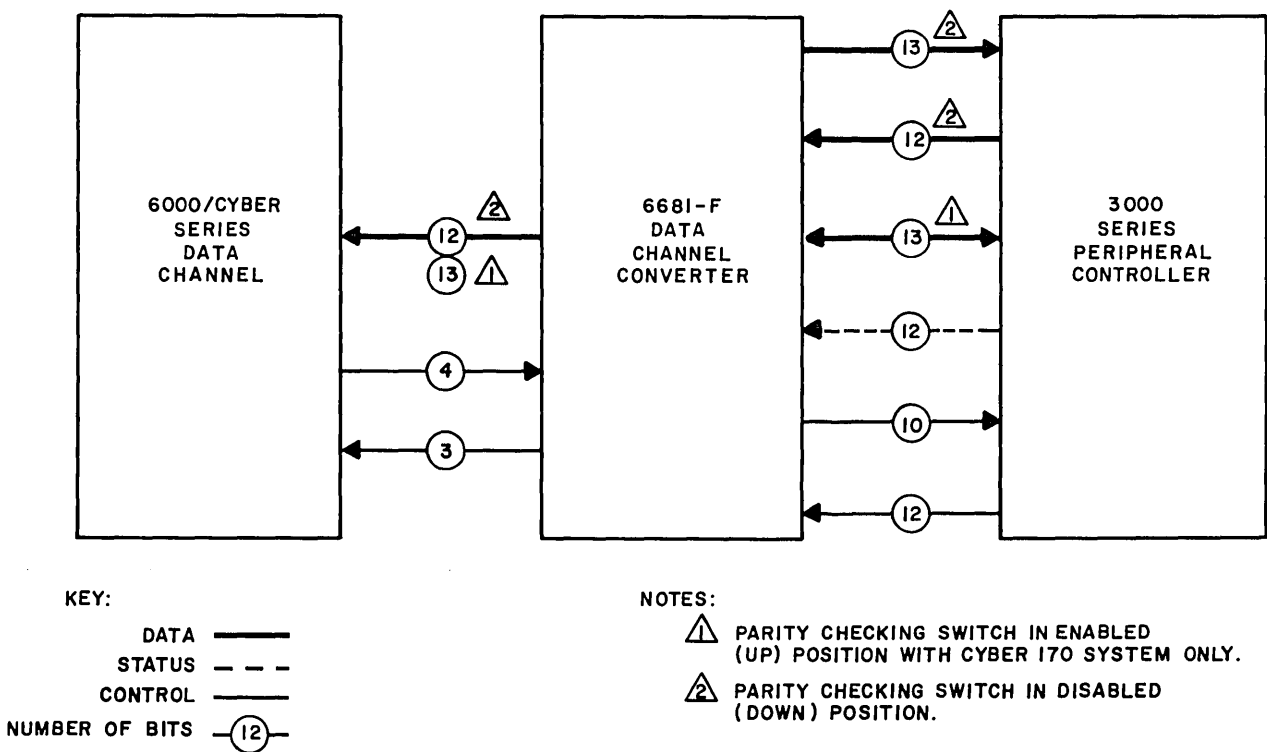 6000/CYBER
SERIES
DATA
CHANNEL
2
12
13
1
4
3
6681-F
DATA
CHANNEL
CONVERTER
13
2
12
2
13
1
12
10
12
3000
SERIES
PERIPHERAL
CONTROLLER
KEY:
DATA
STATUS
CONTROL
NUMBER OF BITS 12
NOTES:
1 PARITY CHECKING SWITCH IN ENABLED
(UP) POSITION WITH CYBER 170 SYSTEM ONLY.
2 PARITY CHECKING SWITCH IN DISABLED
(DOWN) POSITION.